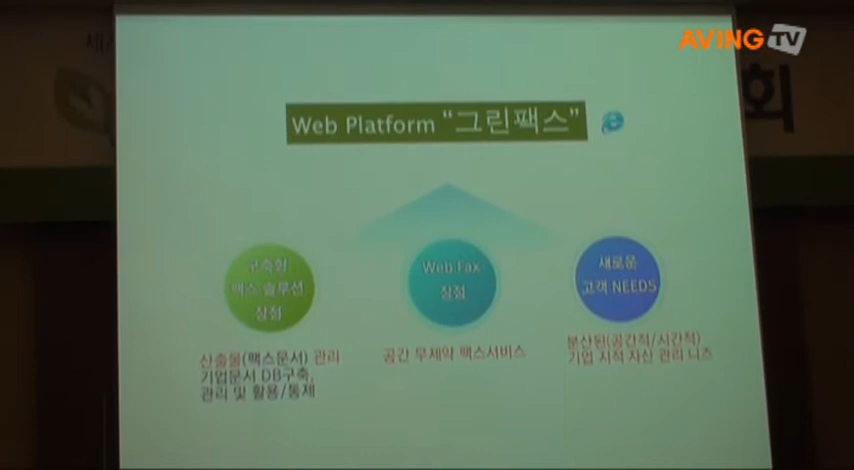 AVING TV
회
Web Platform "그린팩스"
구축형
팩스 솔루션
장점
Web Fax
장점
새로운
고객 NEEDS
산출물(팩스문서) 관리
기업문서 DB구축,
관리 및 활용/통제
공간 무제약 팩스서비스
분산된(공간적/시간적)
기업 지적 자산 관리 니즈